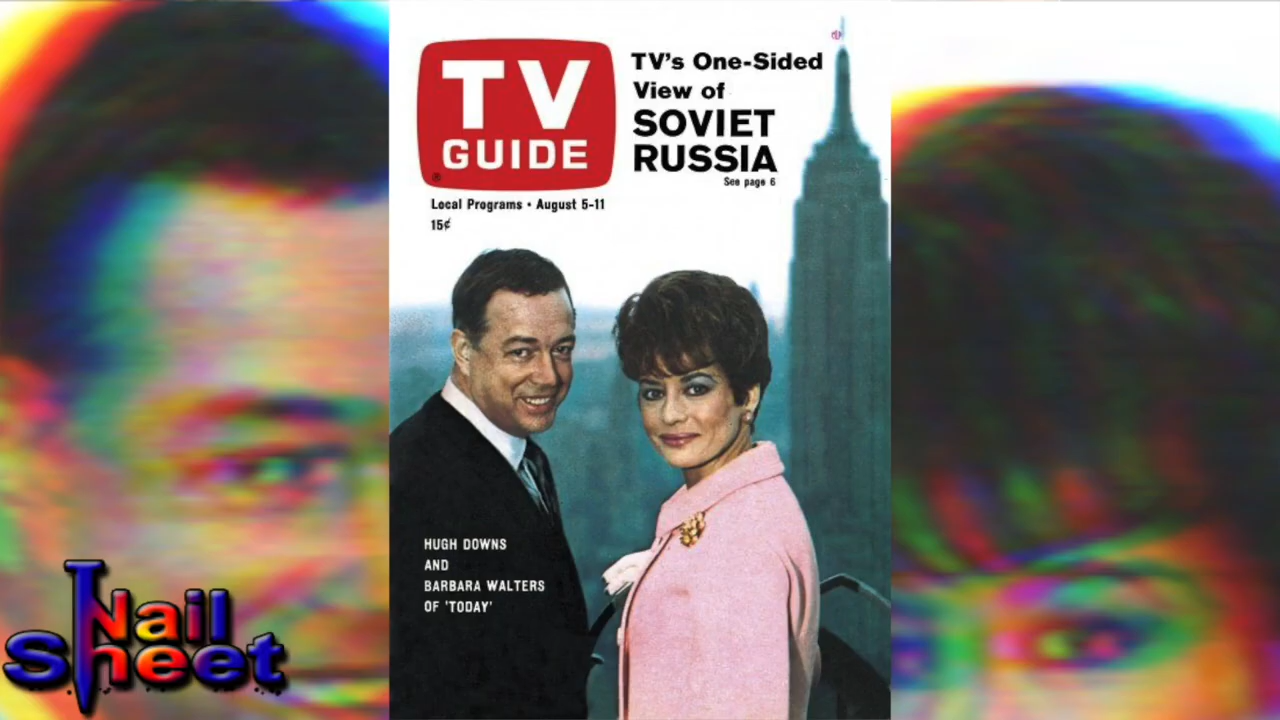 TV
GUIDE
®
Local Programs • August 5-11
15¢
TV's One-Sided
View of
SOVIET
RUSSIA
See page 6
HUGH DOWNS
AND
BARBARA WALTERS
OF 'TODAY'
Nail
Sheet